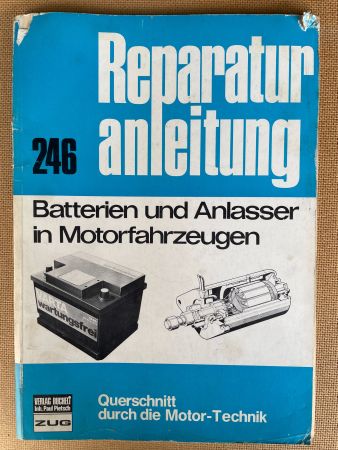 Reparatur
anleitung
246
Batterien und Anlasser
in Motorfahrzeugen
VARTA
wartungsfrei
VERLAG BUCHELI
Inh. Paul Pietsch
ZUG
Querschnitt
durch die Motor-Technik